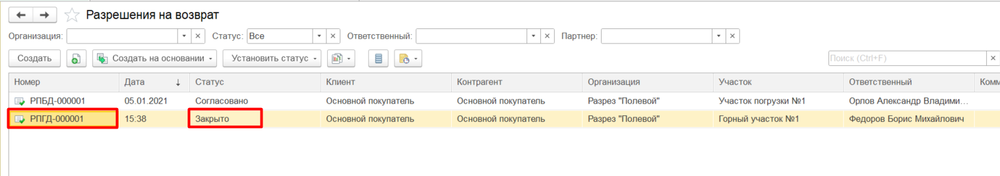 Разрешения на возврат
Организация: Статус: Все Ответственный: Партнер:
Создать Создать на основании Установить статус Поиск (Ctrl+F)
Номер Дата Статус Клиент Контрагент Организация Участок Ответственный Комм
РПБД-000001 05.01.2021 Согласовано Основной покупатель Основной покупатель Разрез "Полевой" Участок погрузки №1 Орлов Александр Владими...
РПГД-000001 15:38 Закрыто Основной покупатель Основной покупатель Разрез "Полевой" Горный участок №1 Федоров Борис Михайлович